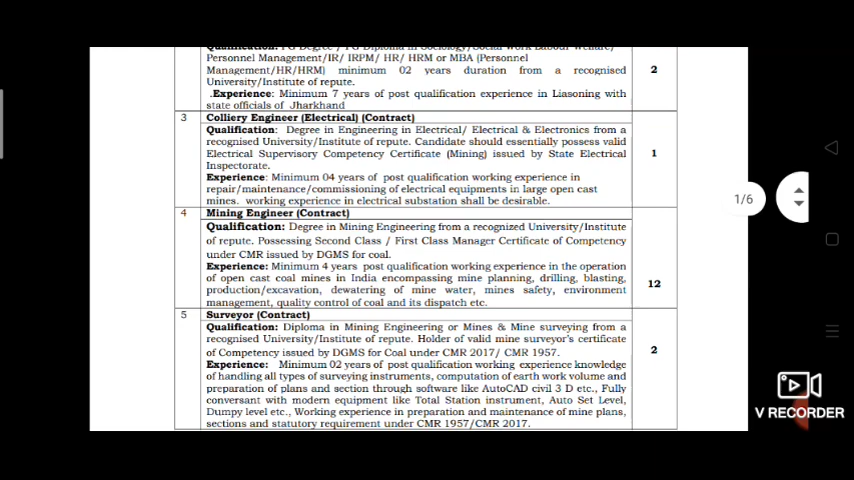 Qualification: PG Degree / PG Diploma in Sociology/Social work Labour Welfare/
Personnel Management/IR/ IRPM/ HR/ HRM or MBA (Personnel
Management/HR/HRM) minimum 02 years duration from a recognised
University/Institute of repute.
.Experience: Minimum 7 years of post qualification experience in Liasoning with
state officials of Jharkhand
2
3 Colliery Engineer (Electrical) (Contract)
Qualification: Degree in Engineering in Electrical/ Electrical & Electronics from a
recognised University/Institute of repute. Candidate should essentially possess valid
Electrical Supervisory Competency Certificate (Mining) issued by State Electrical
Inspectorate.
Experience: Minimum 04 years of post qualification working experience in
repair/maintenance/commissioning of electrical equipments in large open cast
mines. working experience in electrical substation shall be desirable.
1
4 Mining Engineer (Contract)
Qualification: Degree in Mining Engineering from a recognized University/Institute
of repute. Possessing Second Class / First Class Manager Certificate of Competency
under CMR issued by DGMS for coal.
Experience: Minimum 4 years post qualification working experience in the operation
of open cast coal mines in India encompassing mine planning, drilling, blasting,
production/excavation, dewatering of mine water, mines safety, environment
management, quality control of coal and its dispatch etc.
12
5 Surveyor (Contract)
Qualification: Diploma in Mining Engineering or Mines & Mine surveying from a
recognised University/Institute of repute. Holder of valid mine surveyor's certificate
of Competency issued by DGMS for Coal under CMR 2017/ CMR 1957.
Experience: Minimum 02 years of post qualification working experience knowledge
of handling all types of surveying instruments, computation of earth work volume and
preparation of plans and section through software like AutoCAD civil 3 D etc., Fully
conversant with modern equipment like Total Station instrument, Auto Set Level,
Dumpy level etc., Working experience in preparation and maintenance of mine plans,
sections and statutory requirement under CMR 1957/CMR 2017.
2
1/6
V RECORDER